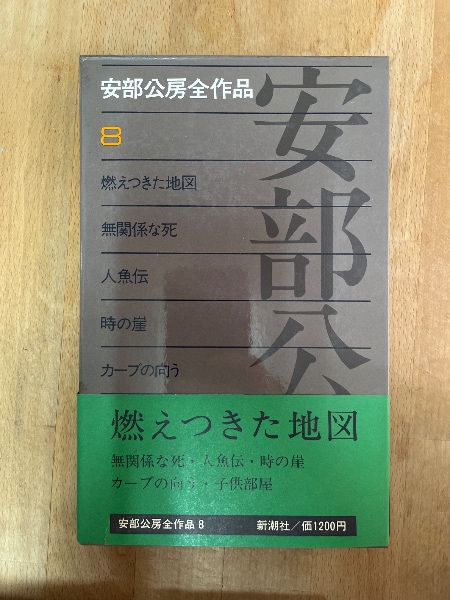 安部公房全作品
8
燃えつきた地図
無関係な死
人魚伝
時の崖
カーブの向う
安部公
燃えつきた地図
無関係な死・人魚伝・時の崖
カーブの向う・子供部屋
安部公房全作品 8 新潮社/価1200円